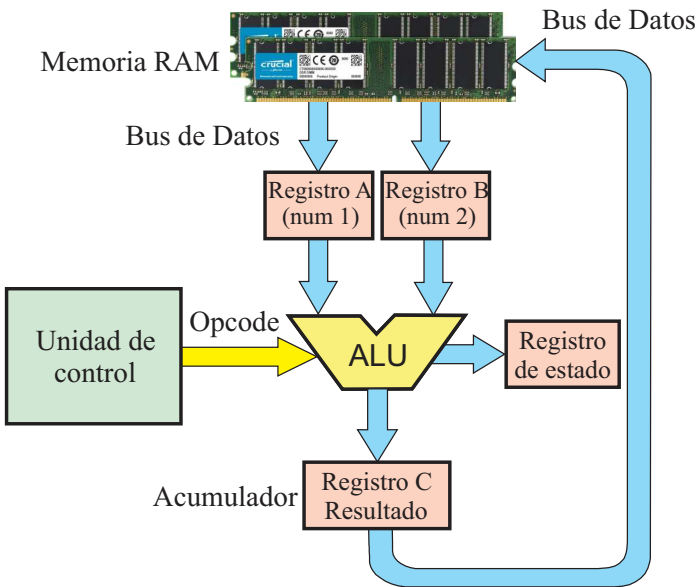 Bus de Datos
Memoria RAM
crucial
crucial
Bus de Datos
Registro A
(num 1)
Registro B
(num 2)
Opcode
Unidad de
control
ALU
Registro
de estado
Acumulador
Registro C
Resultado